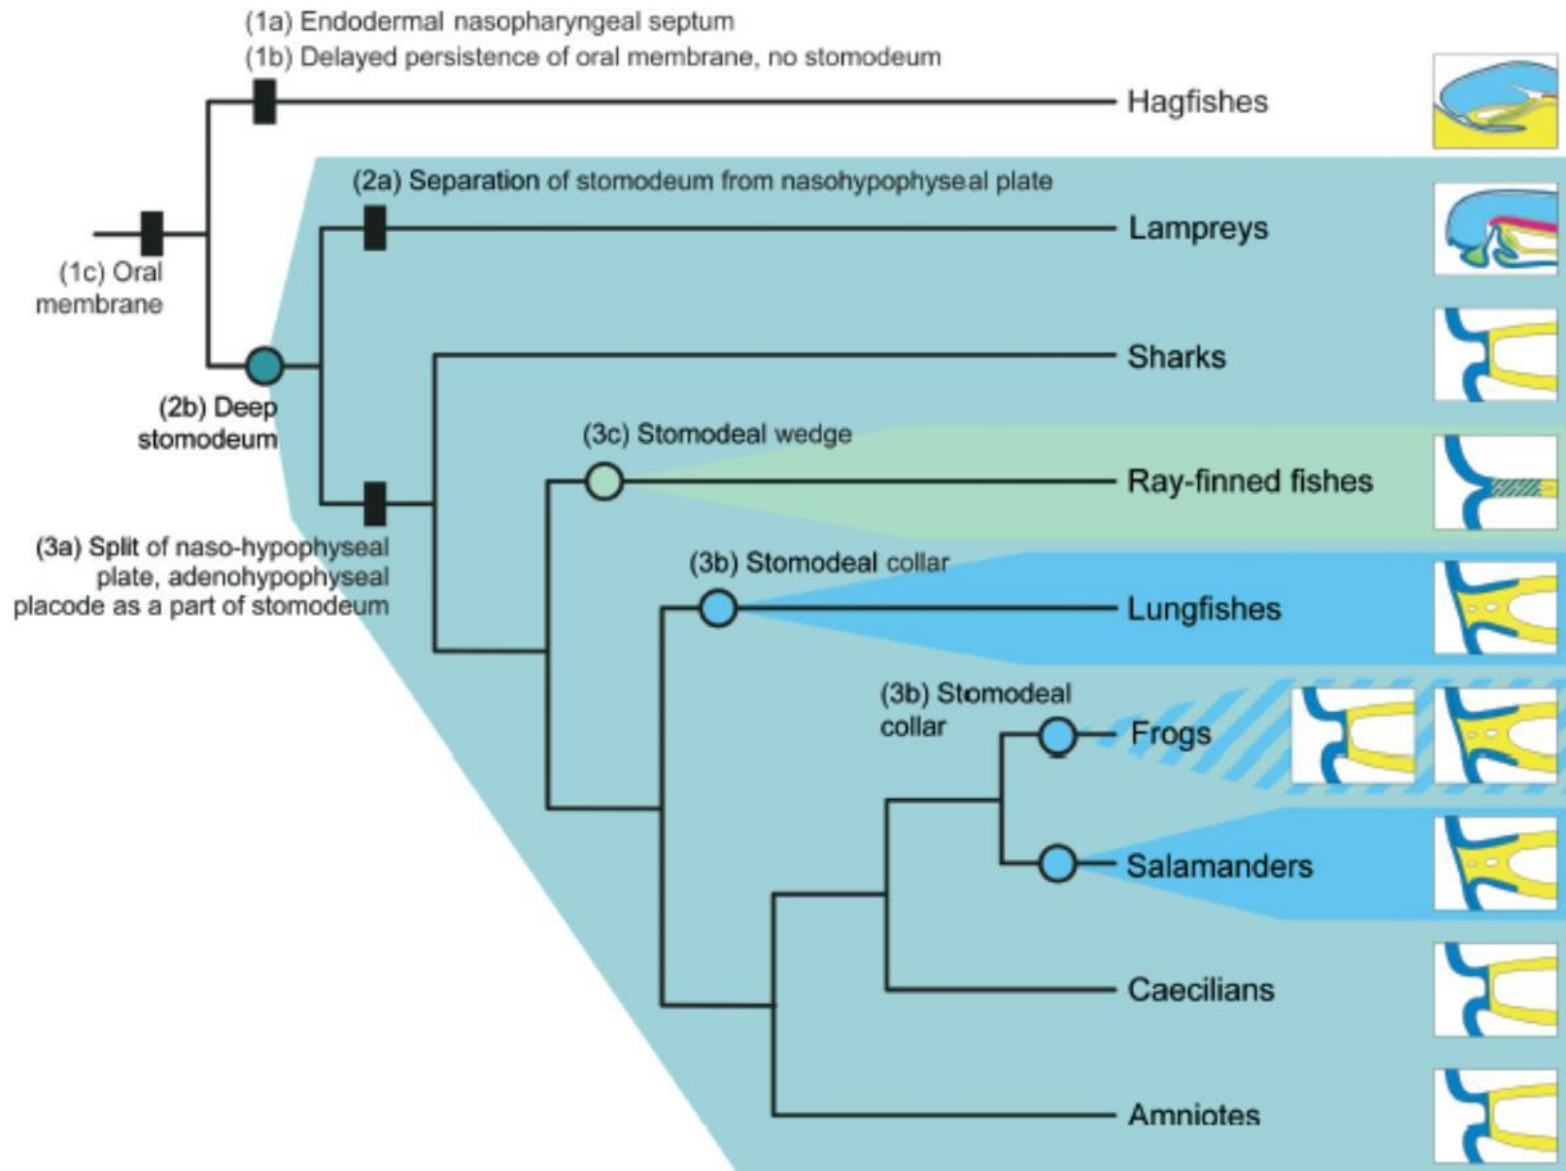 (1a) Endodermal nasopharyngeal septum
(1b) Delayed persistence of oral membrane, no stomodeum
Hagfishes
(2a) Separation of stomodeum from nasohypophyseal plate
Lampreys
(1c) Oral
membrane
Sharks
(2b) Deep
stomodeum
(3c) Stomodeal wedge
Ray-finned fishes
(3a) Split of naso-hypophyseal
plate, adenohypophyseal
placode as a part of stomodeum
(3b) Stomodeal collar
Lungfishes
(3b) Stomodeal
collar
Frogs
Salamanders
Caecilians
Amniotes